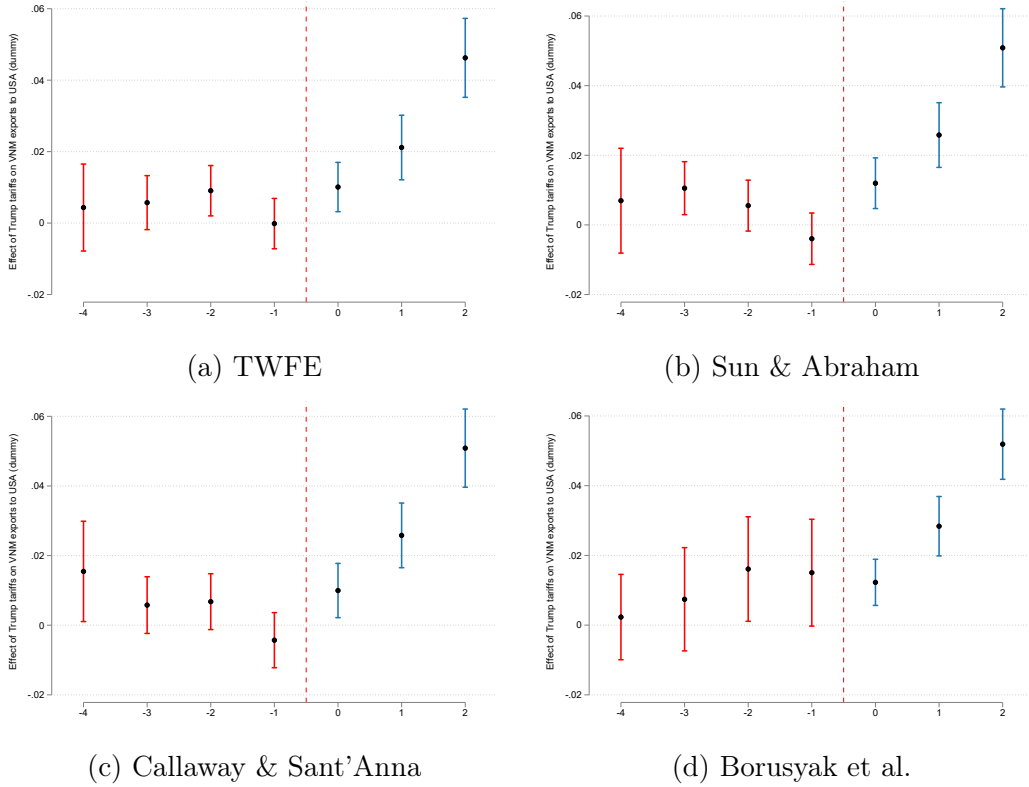 Effect of Trump tariffs on VNM exports to USA (dummy)
.06
.04
.02
0
-.02
-4 -3 -2 -1 0 1 2
(a) TWFE
Effect of Trump tariffs on VNM exports to USA (dummy)
.06
.04
.02
0
-.02
-4 -3 -2 -1 0 1 2
(b) Sun & Abraham
Effect of Trump tariffs on VNM exports to USA (dummy)
.06
.04
.02
0
-.02
-4 -3 -2 -1 0 1 2
(c) Callaway & Sant'Anna
Effect of Trump tariffs on VNM exports to USA (dummy)
.06
.04
.02
0
-.02
-4 -3 -2 -1 0 1 2
(d) Borusyak et al.